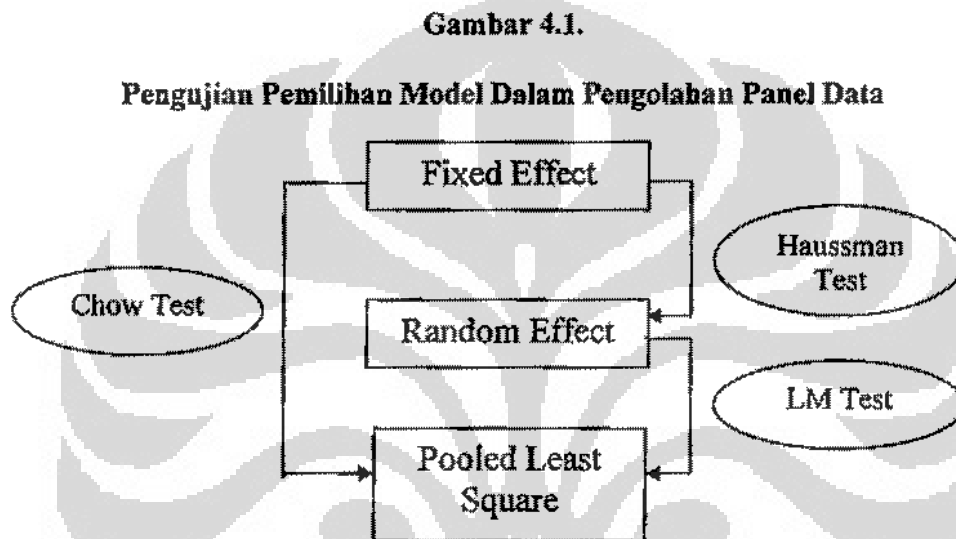 Gambar 4.1.
Pengujian Pemilihan Model Dalam Pengolahan Panel Data
Fixed Effect
Haussman
Test
Chow Test
Random Effect
LM Test
Pooled Least
Square